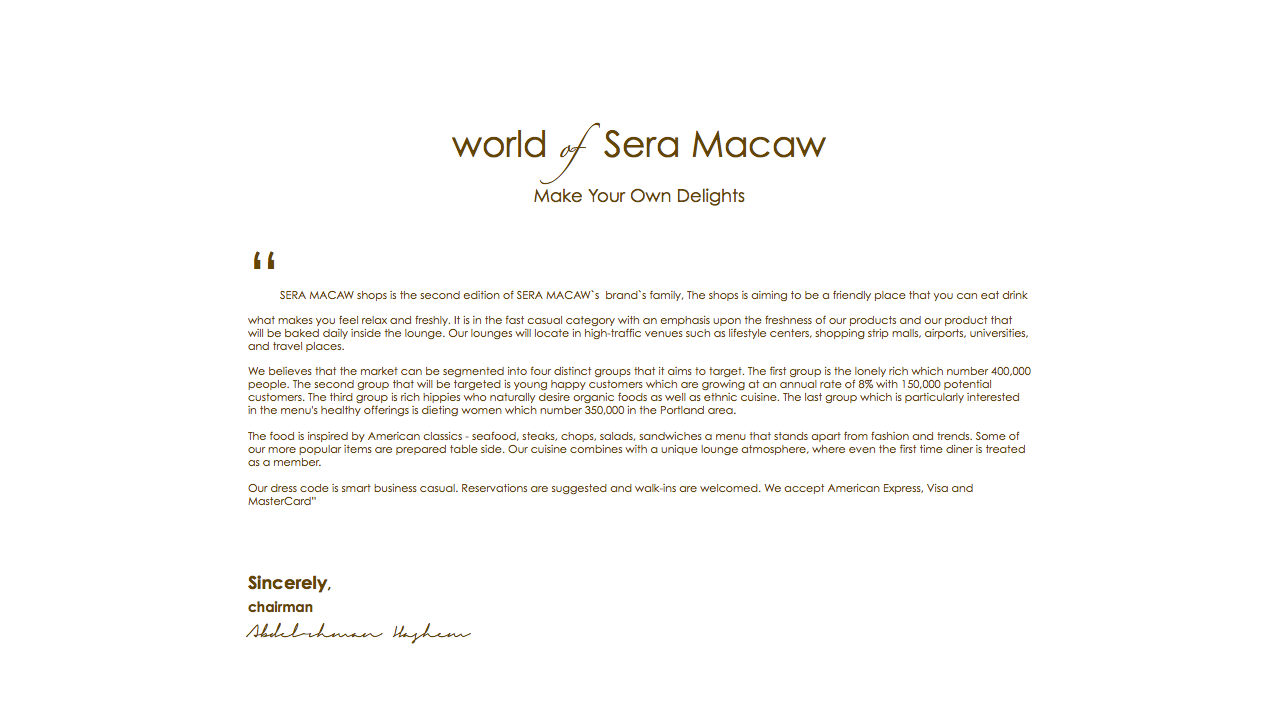 world of Sera Macaw
Make Your Own Delights
“
SERA MACAW shops is the second edition of SERA MACAW`s brand`s family, The shops is aiming to be a friendly place that you can eat drink
what makes you feel relax and freshly. It is in the fast casual category with an emphasis upon the freshness of our products and our product that
will be baked daily inside the lounge. Our lounges will locate in high-traffic venues such as lifestyle centers, shopping strip malls, airports, universities,
and travel places.
We believes that the market can be segmented into four distinct groups that it aims to target. The first group is the lonely rich which number 400,000
people. The second group that will be targeted is young happy customers which are growing at an annual rate of 8% with 150,000 potential
customers. The third group is rich hippies who naturally desire organic foods as well as ethnic cuisine. The last group which is particularly interested
in the menu's healthy offerings is dieting women which number 350,000 in the Portland area.
The food is inspired by American classics - seafood, steaks, chops, salads, sandwiches a menu that stands apart from fashion and trends. Some of
our more popular items are prepared table side. Our cuisine combines with a unique lounge atmosphere, where even the first time diner is treated
as a member.
Our dress code is smart business casual. Reservations are suggested and walk-ins are welcomed. We accept American Express, Visa and
MasterCard”
Sincerely,
chairman
Abdelrhman Hashem